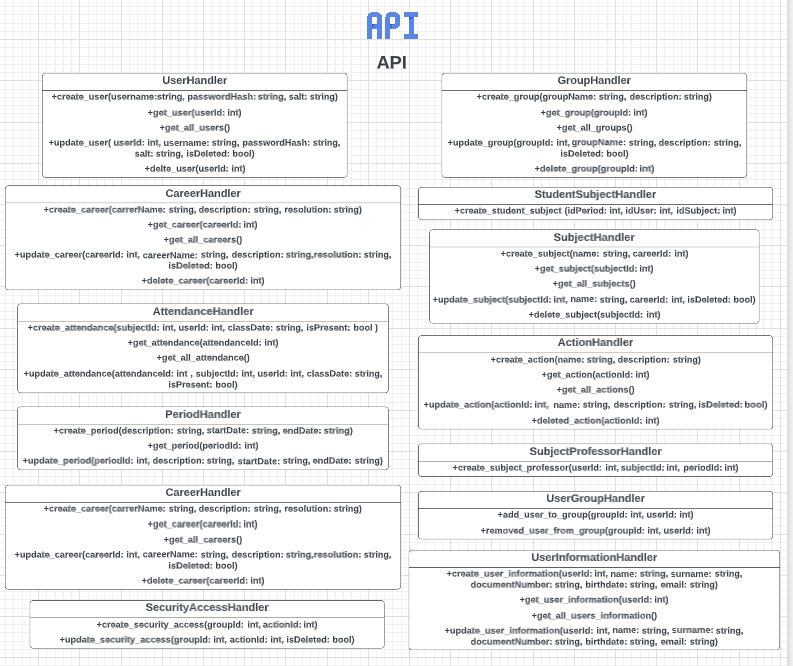 API
API
UserHandler
+create_user(username:string, passwordHash: string, salt: string)
+get_user(userId: int)
+get_all_users()
+update_user( userId: int, username: string, passwordHash: string,
salt: string, isDeleted: bool)
+delte_user(userId: int)
CareerHandler
+create_career(carrerName: string, description: string, resolution: string)
+get_career(careerId: int)
+get_all_careers()
+update_career(careerId: int, careerName: string, description: string,resolution: string,
isDeleted: bool)
+delete_career(careerId: int)
AttendanceHandler
+create_attendance(subjectId: int, userId: int, classDate: string, isPresent: bool )
+get_attendance(attendanceId: int)
+get_all_attendance()
+update_attendance(attendanceId: int , subjectId: int, userId: int, classDate: string,
isPresent: bool)
PeriodHandler
+create_period(description: string, startDate: string, endDate: string)
+get_period(periodId: int)
+update_period(periodId: int, description: string, startDate: string, endDate: string)
CareerHandler
+create_career(carrerName: string, description: string, resolution: string)
+get_career(careerId: int)
+get_all_careers()
+update_career(careerId: int, careerName: string, description: string,resolution: string,
isDeleted: bool)
+delete_career(careerId: int)
SecurityAccessHandler
+create_security_access(groupId: int, actionId: int)
+update_security_access(groupId: int, actionId: int, isDeleted: bool)
GroupHandler
+create_group(groupName: string, description: string)
+get_group(groupId: int)
+get_all_groups()
+update_group(groupId: int, groupName: string, description: string,
isDeleted: bool)
+delete_group(groupId: int)
StudentSubjectHandler
+create_student_subject (idPeriod: int, idUser: int, idSubject: int)
SubjectHandler
+create_subject(name: string, careerId: int)
+get_subject(subjectId: int)
+get_all_subjects()
+update_subject(subjectId: int, name: string, careerId: int, isDeleted: bool)
+delete_subject(subjectId: int)
ActionHandler
+create_action(name: string, description: string)
+get_action(actionId: int)
+get_all_actions()
+update_action(actionId: int, name: string, description: string, isDeleted: bool)
+deleted_action(actionId: int)
SubjectProfessorHandler
+create_subject_professor(userId: int, subjectId: int, periodId: int)
UserGroupHandler
+add_user_to_group(groupId: int, userId: int)
+removed_user_from_group(groupId: int, userId: int)
UserInformationHandler
+create_user_information(userId: int, name: string, surname: string,
documentNumber: string, birthdate: string, email: string)
+get_user_information(userId: int)
+get_all_users_information()
+update_user_information(userId: int, name: string, surname: string,
documentNumber: string, birthdate: string, email: string)